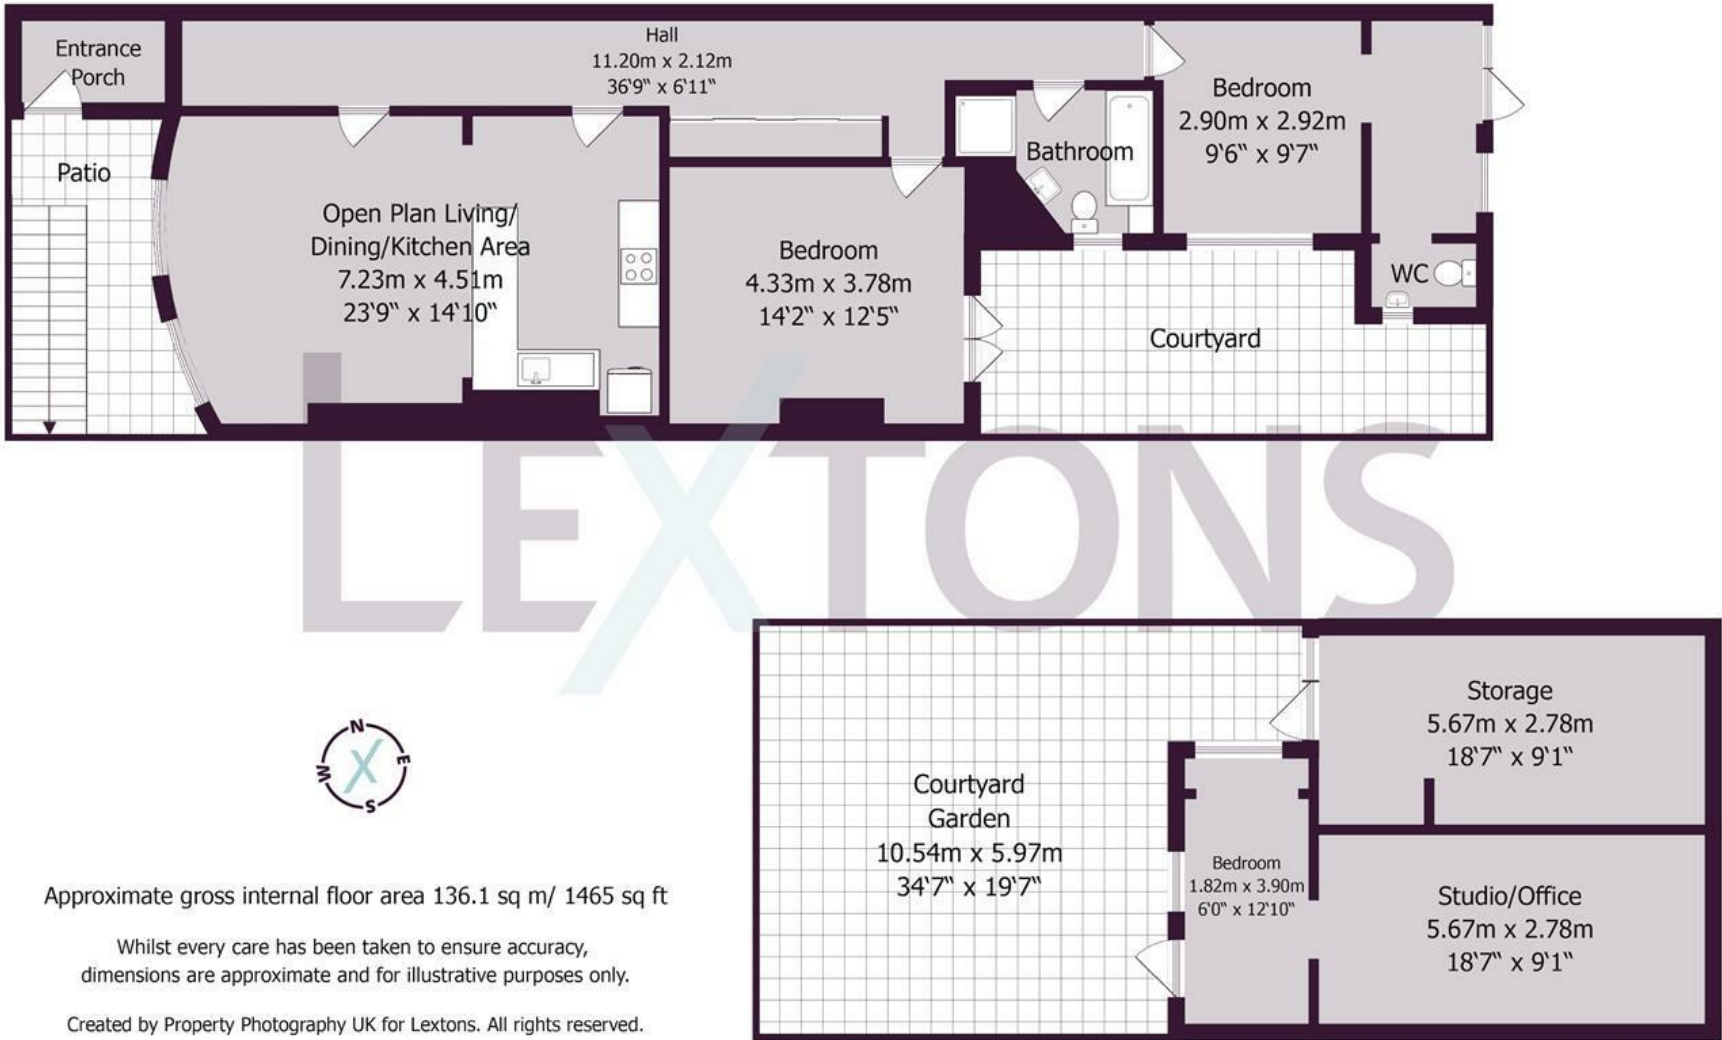 Entrance
Porch
Hall
11.20m x 2.12m
36'9" x 6'11"
Patio
Open Plan Living/
Dining/Kitchen Area
7.23m x 4.51m
23'9" x 14'10"
Bedroom
4.33m x 3.78m
14'2" x 12'5"
Bathroom
Bedroom
2.90m x 2.92m
9'6" x 9'7"
WC
Courtyard
LEXTONS
N
E
S
W
X
Courtyard
Garden
10.54m x 5.97m
34'7" x 19'7"
Storage
5.67m x 2.78m
18'7" x 9'1"
Bedroom
1.82m x 3.90m
6'0" x 12'10"
Studio/Office
5.67m x 2.78m
18'7" x 9'1"
Approximate gross internal floor area 136.1 sq m/ 1465 sq ft
Whilst every care has been taken to ensure accuracy,
dimensions are approximate and for illustrative purposes only.
Created by Property Photography UK for Lextons. All rights reserved.